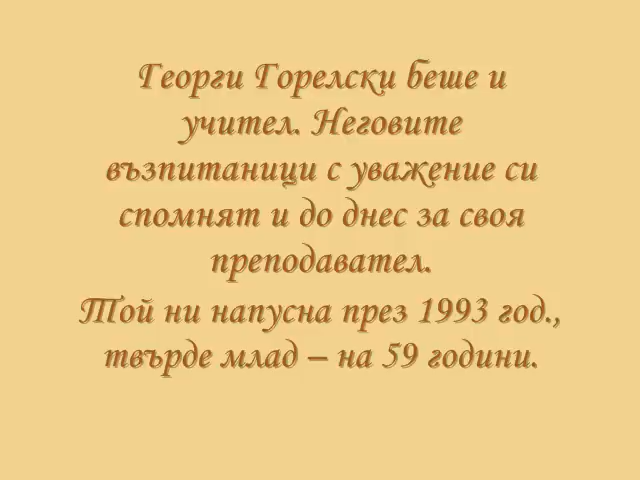 Георги Горелски беше и
учител. Неговите
възпитаници с уважение си
спомнят и до днес за своя
преподавател.
Той ни напусна през 1993 год.,
твърде млад – на 59 години.